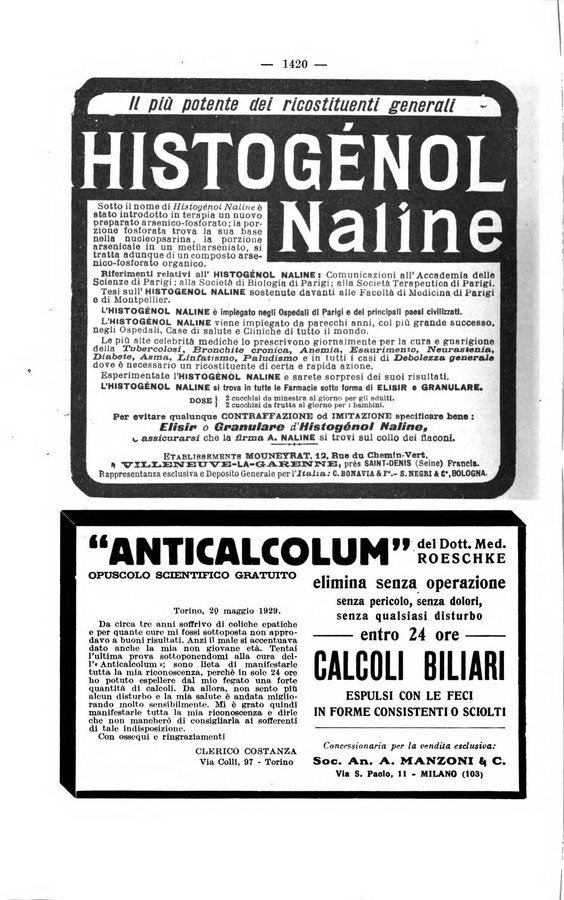 — 1420 —
Il più potente dei ricostituenti generali
HISTOGÉNOL
Naline
Sotto il nome di Histogénol Naline è
stato introdotto in terapia un nuovo
preparato arsenico-fosforato; la por-
zione fosforata trova la sua base
nella nucleopsarina, la porzione
arsenicale in un metilarseniato, si
tratta adunque di un composto arse-
nico-fosforato organico.
Riferimenti relativi all' HISTOGÉNOL NALINE: Comunicazioni all'Accademia delle
Scienze di Parigi; alla Società di Biologia di Parigi; alla Società Terapeutica di Parigi.
Tesi sull' HISTOGENOL NALINE sostenute davanti alle Facoltà di Medicina di Parigi
e di Montpellier.
L'HISTOGÉNOL NALINE è impiegato negli Ospedali di Parigi e dei principali paesi civilizzati.
L'HISTOGÉNOL NALINE viene impiegato da parecchi anni, coi più grande successo,
negli Ospedali, Case di salute e Cliniche di tutto il mondo.
Le più alte celebrità mediche lo prescrivono giornalmente per la cura e guarigione
della Tubercolosi, Bronchite cronica, Anemia, Esaurimento, Neurastenia,
Diabete, Asma, Linfatismo, Paludismo e in tutti i casi di Debolezza generale
dove è necessario un ricostituente di certa e rapida azione.
Esperimentate l'HISTOGÉNOL NALINE e sarete sorpresi dei suoi risultati.
L'HISTOGÉNOL NALINE si trova in tutte le Farmacie sotto forma di ELISIR e GRANULARE.
DOSE { 2 cucchiai da minestra al giorno per gli adulti.
2 cucchiai da frutta al giorno per i bambini.
Per evitare qualunque CONTRAFFAZIONE od IMITAZIONE specificare bene:
Elisir o Granulare d'Histogénol Naline,
assicurarsi che la firma A. NALINE si trovi sul collo dei flaconi.
ETABLISSEMENTS MOUNEYRAT, 12, Rue du Chemin-Vert,
à VILLENEUVE-LA-GARENNE, près SAINT-DENIS (Seine) Francia.
Rappresentanza esclusiva e Deposito Generale per l'Italia: C. BONAVIA & Fi.- S. NEGRI & C°, BOLOGNA.
"ANTICALCOLUM" del Dott. Med.
ROESCHKE
OPUSCOLO SCIENTIFICO GRATUITO
Torino, 20 maggio 1929.
Da circa tre anni soffrivo di coliche epatiche
e per quante cure mi fossi sottoposta non appro-
davo a buoni risultati. Anzi il male si accentuava
dato anche la mia non giovane età. Tentai
l'ultima prova sottoponendomi alla cura del-
l'« Anticalcolum »; sono lieta di manifestarle
tutta la mia riconoscenza, perchè in sole 24 ore
ho potuto espellere dal mio fegato una forte
quantità di calcoli. Da allora, non sento più
alcun disturbo e la mia salute è andata miglio-
rando molto sensibilmente. Mi è grato quindi
manifestarle tutta la mia riconoscenza e dirle
che non mancherò di consigliarla ai sofferenti
di tale indisposizione.
Con ossequi e ringraziamenti
CLERICO COSTANZA
Via Colli, 97 - Torino
elimina senza operazione
senza pericolo, senza dolori,
senza qualsiasi disturbo
— entro 24 ore —
CALCOLI BILIARI
ESPULSI CON LE FECI
IN FORME CONSISTENTI O SCIOLTI
Concessionaria per la vendita esclusiva:
Soc. An. A. MANZONI & C.
Via S. Paolo, 11 - MILANO (103)